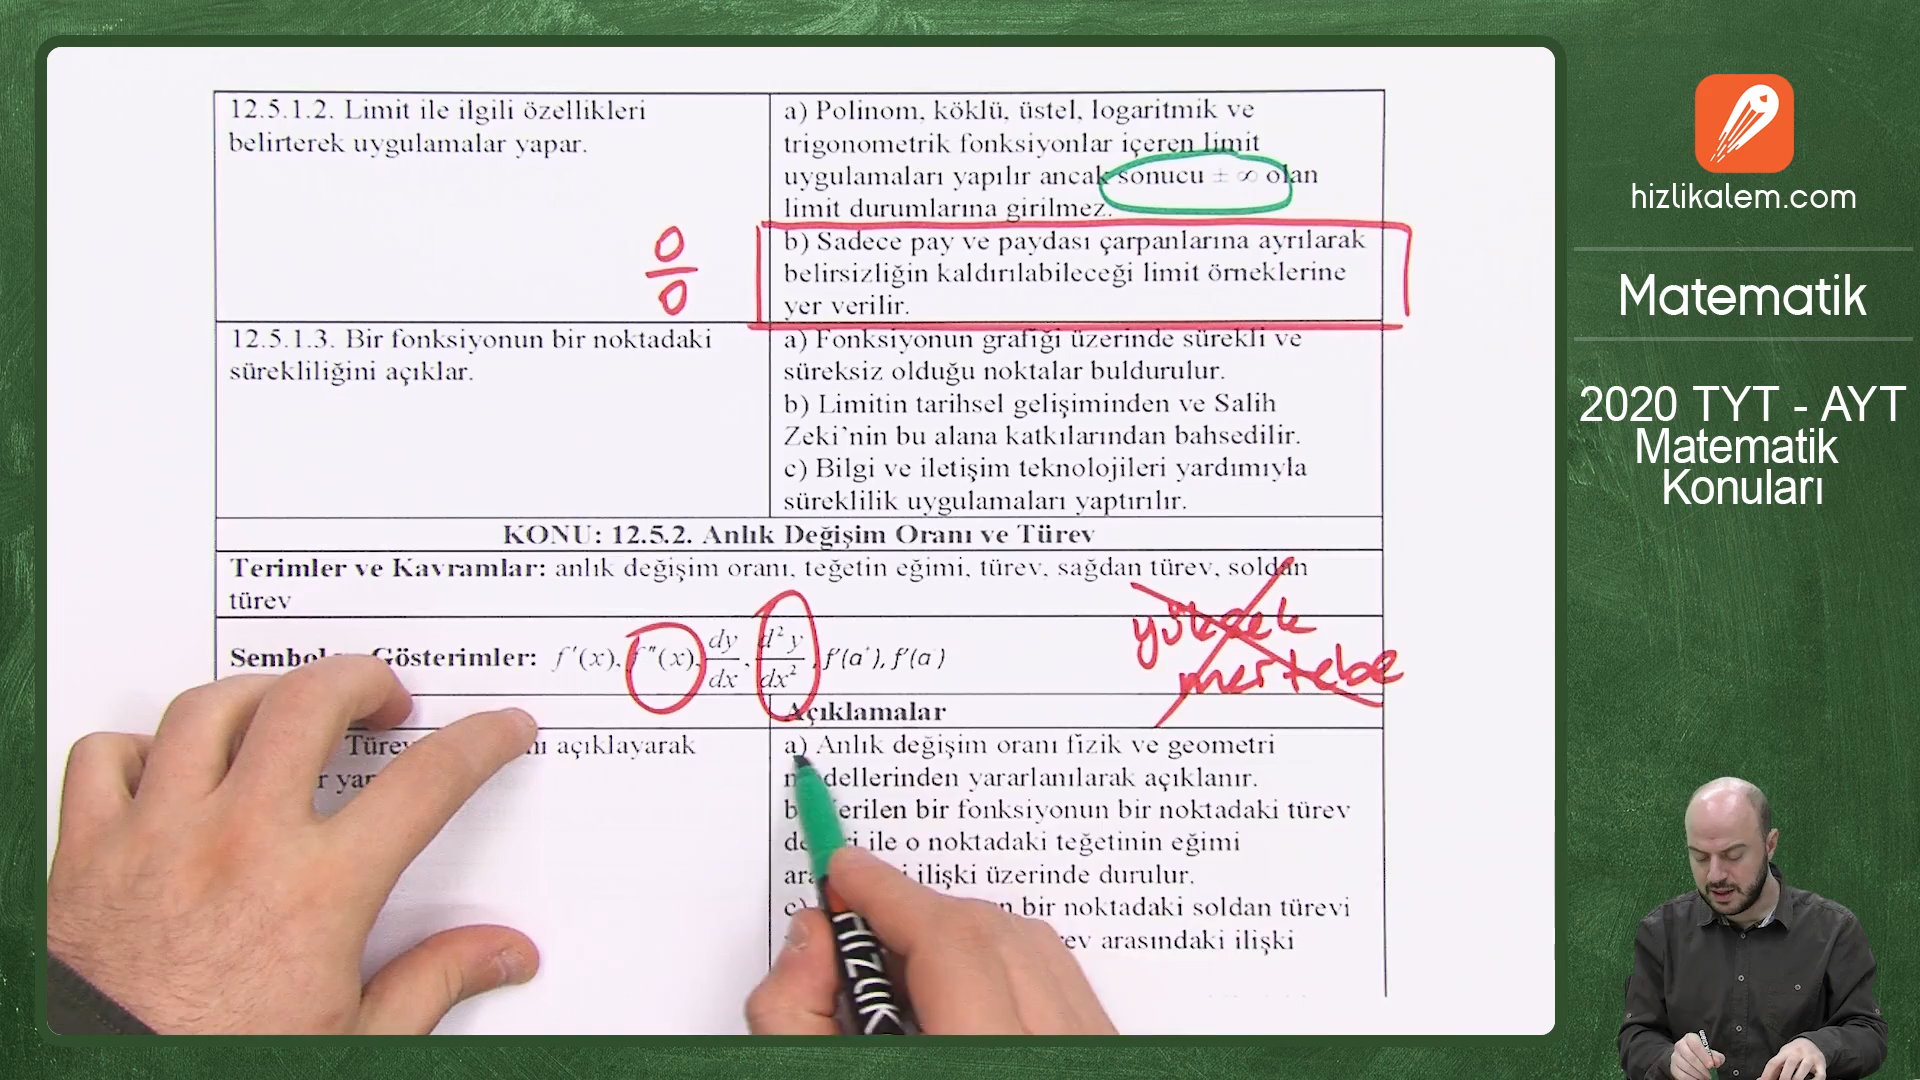 12.5.1.2. Limit ile ilgili özellikleri
belirterek uygulamalar yapar.
a) Polinom, köklü, üstel, logaritmik ve
trigonometrik fonksiyonlar içeren limit
uygulamaları yapılır ancak sonucu ± ∞ olan
limit durumlarına girilmez.
0
0
b) Sadece pay ve paydası çarpanlarına ayrılarak
belirsizliğin kaldırılabileceği limit örneklerine
yer verilir.
12.5.1.3. Bir fonksiyonun bir noktadaki
sürekliliğini açıklar.
a) Fonksiyonun grafiği üzerinde sürekli ve
süreksiz olduğu noktalar buldurulur.
b) Limitin tarihsel gelişiminden ve Salih
Zeki'nin bu alana katkılarından bahsedilir.
c) Bilgi ve iletişim teknolojileri yardımıyla
süreklilik uygulamaları yaptırılır.
KONU: 12.5.2. Anlık Değişim Oranı ve Türev
Terimler ve Kavramlar: anlık değişim oranı, teğetin eğimi, türev, sağdan türev, soldan
türev
yüksek
mertebe
Gösterimler: f'(x), f''(x), dy/dx, d²y/dx², f'(a⁺), f'(a
Açıklamalar
açıklayarak
a) Anlık değişim oranı fizik ve geometri
yararlanılarak açıklanır.
bir fonksiyonun bir noktadaki türev
ile o noktadaki teğetinin eğimi
ilişki üzerinde durulur.
c) bir noktadaki soldan türevi
arasındaki ilişki
HIZLIK
hizlikalem.com
Matematik
2020 TYT - AYT
Matematik
Konuları